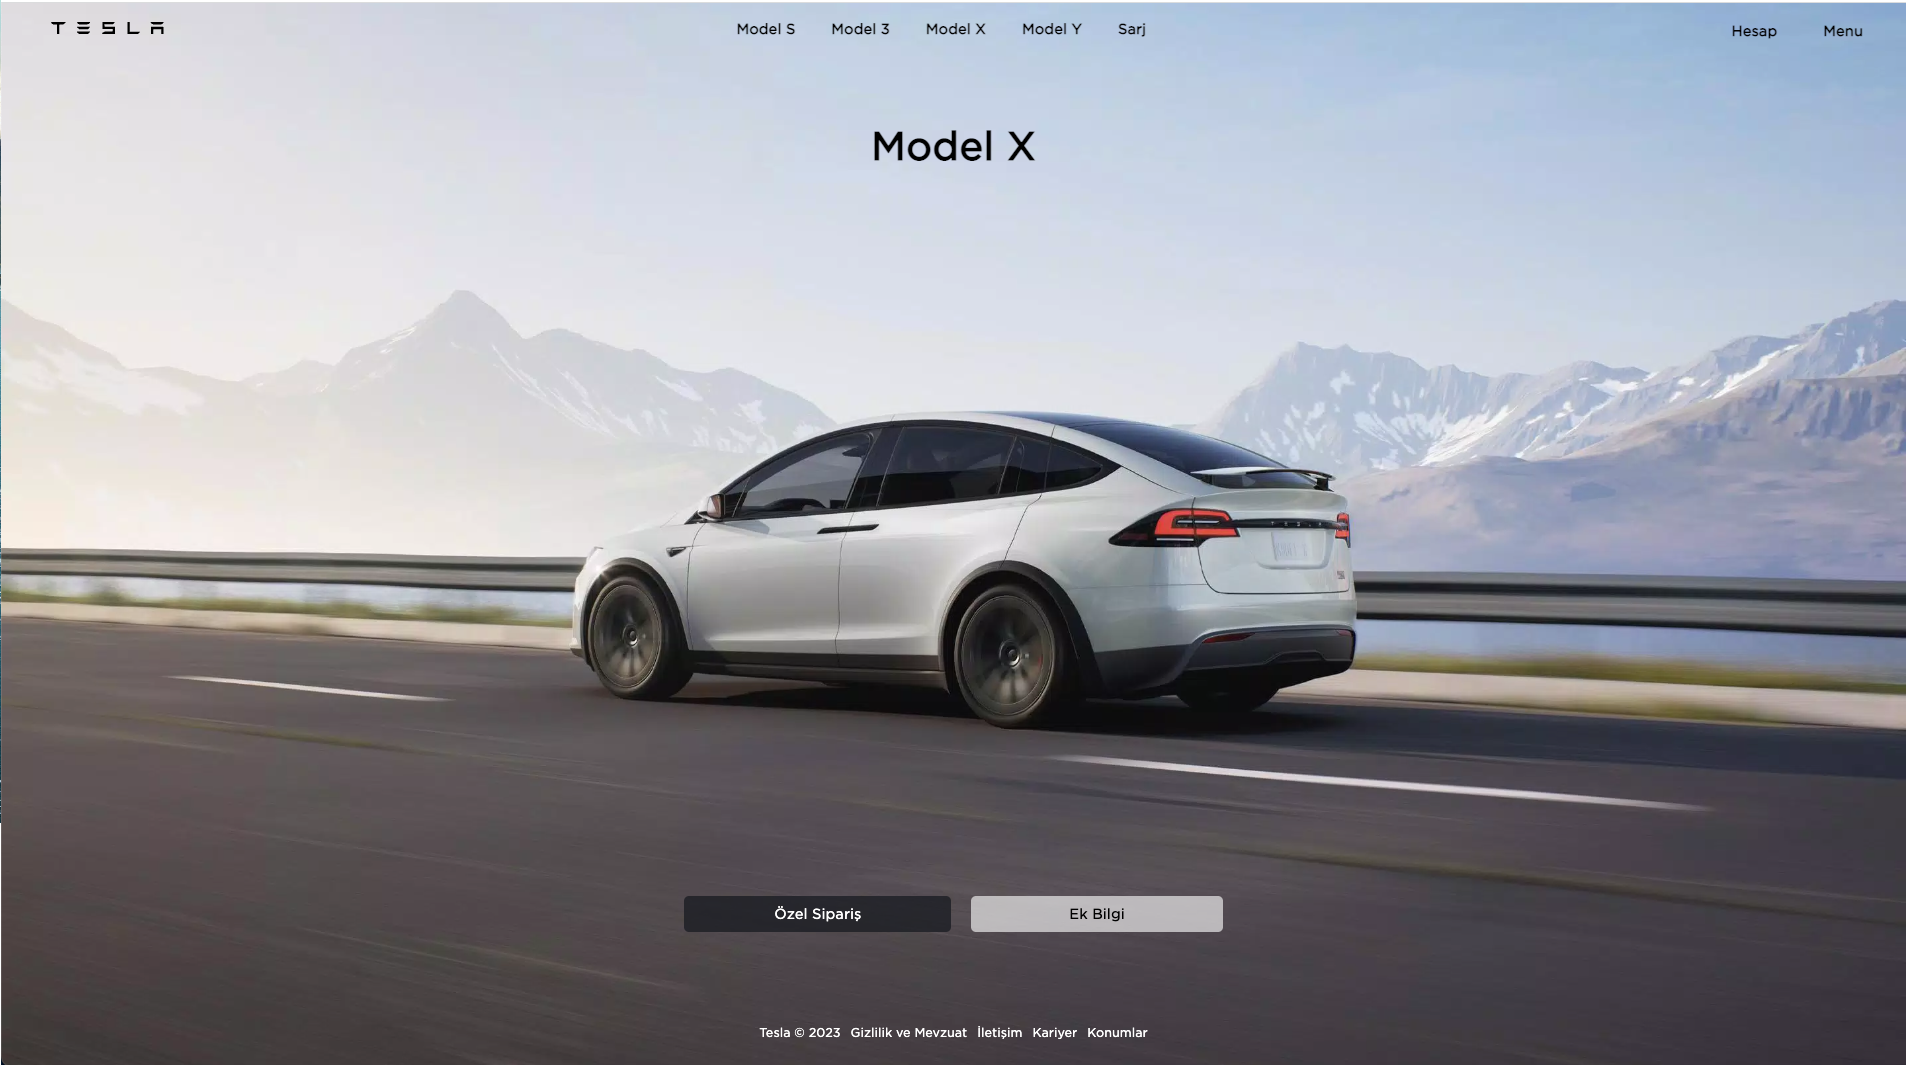 TESLA
Model S Model 3 Model X Model Y Sarj
Hesap Menu
Model X
TESLA
Özel Sipariş
Ek Bilgi
Tesla © 2023 Gizlilik ve Mevzuat İletişim Kariyer Konumlar